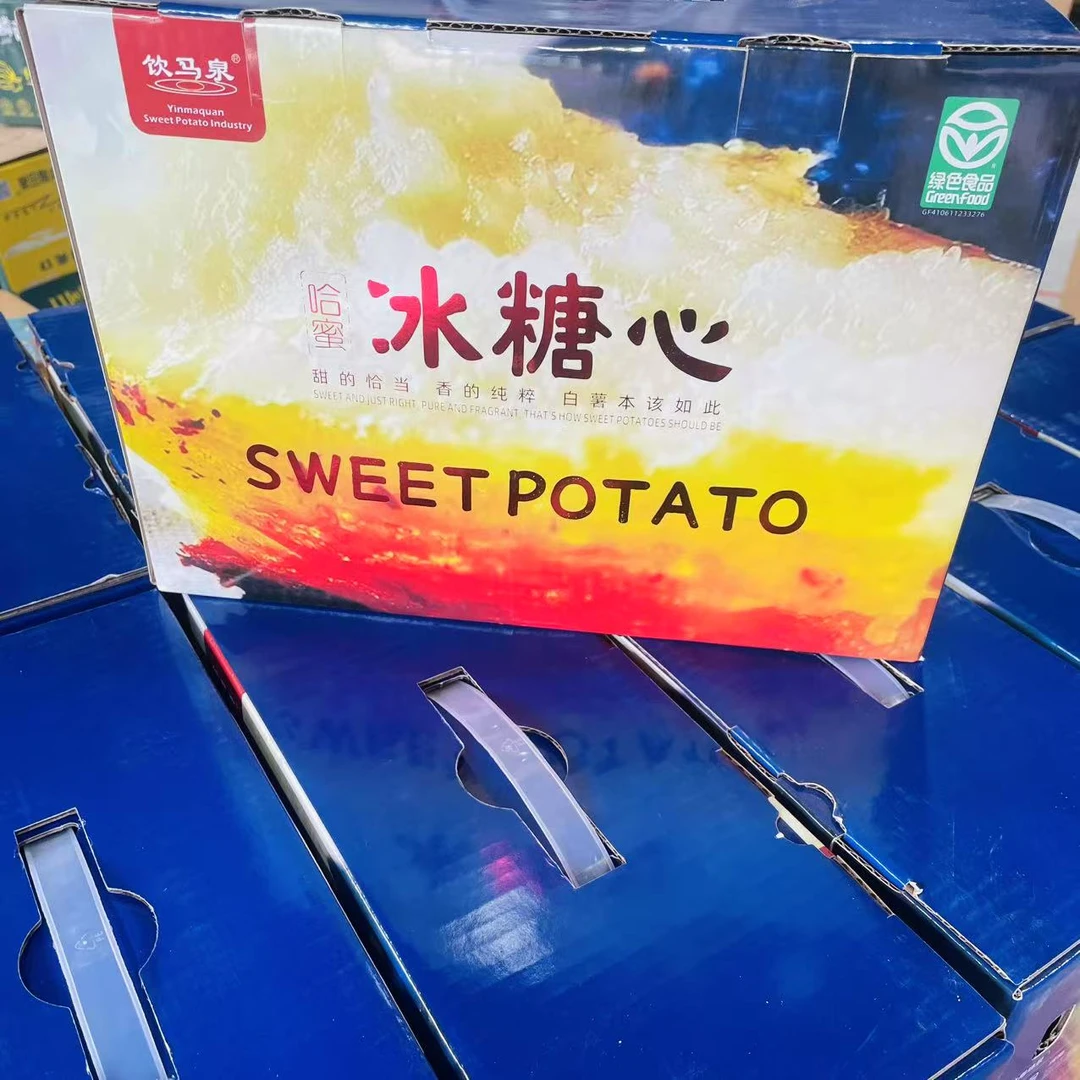 饮马泉®
Yinmaquan
Sweet Potato Industry
绿色食品
GreenFood
GF410611233276
哈蜜
冰糖心
甜的恰当 香的纯粹 白薯本该如此
SWEET AND JUST RIGHT, PURE AND FRAGRANT, THAT'S HOW SWEET POTATOES SHOULD BE
SWEET POTATO